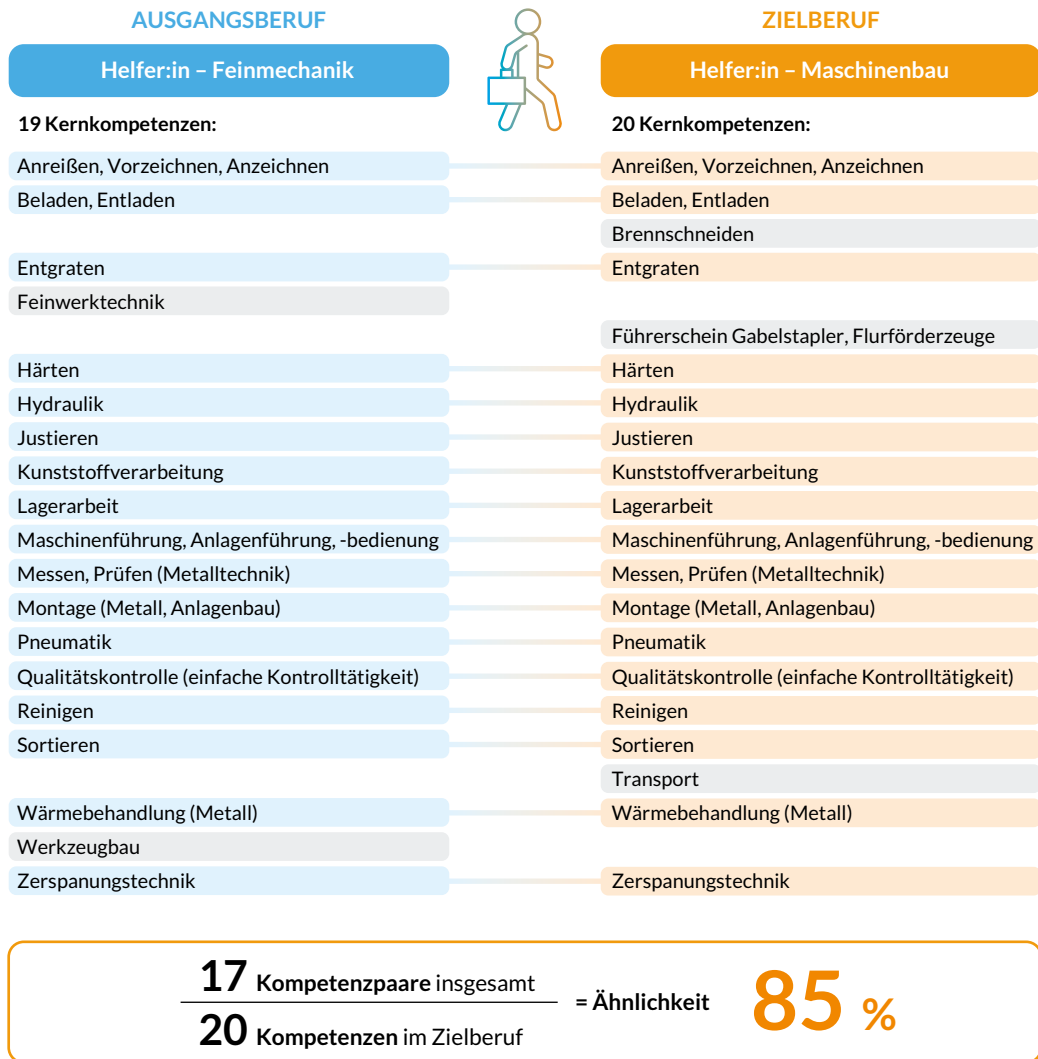 AUSGANGSBERUF ZIELBERUF
Helfer:in – Feinmechanik Helfer:in – Maschinenbau
19 Kernkompetenzen: 20 Kernkompetenzen:
Anreißen, Vorzeichnen, Anzeichnen Anreißen, Vorzeichnen, Anzeichnen
Beladen, Entladen Beladen, Entladen
Brennschneiden
Entgraten Entgraten
Feinwerktechnik
Führerschein Gabelstapler, Flurförderzeuge
Härten Härten
Hydraulik Hydraulik
Justieren Justieren
Kunststoffverarbeitung Kunststoffverarbeitung
Lagerarbeit Lagerarbeit
Maschinenführung, Anlagenführung, -bedienung Maschinenführung, Anlagenführung, -bedienung
Messen, Prüfen (Metalltechnik) Messen, Prüfen (Metalltechnik)
Montage (Metall, Anlagenbau) Montage (Metall, Anlagenbau)
Pneumatik Pneumatik
Qualitätskontrolle (einfache Kontrolltätigkeit) Qualitätskontrolle (einfache Kontrolltätigkeit)
Reinigen Reinigen
Sortieren Sortieren
Transport
Wärmebehandlung (Metall) Wärmebehandlung (Metall)
Werkzeugbau
Zerspanungstechnik Zerspanungstechnik
17 Kompetenzpaare insgesamt
20 Kompetenzen im Zielberuf
= Ähnlichkeit 85 %